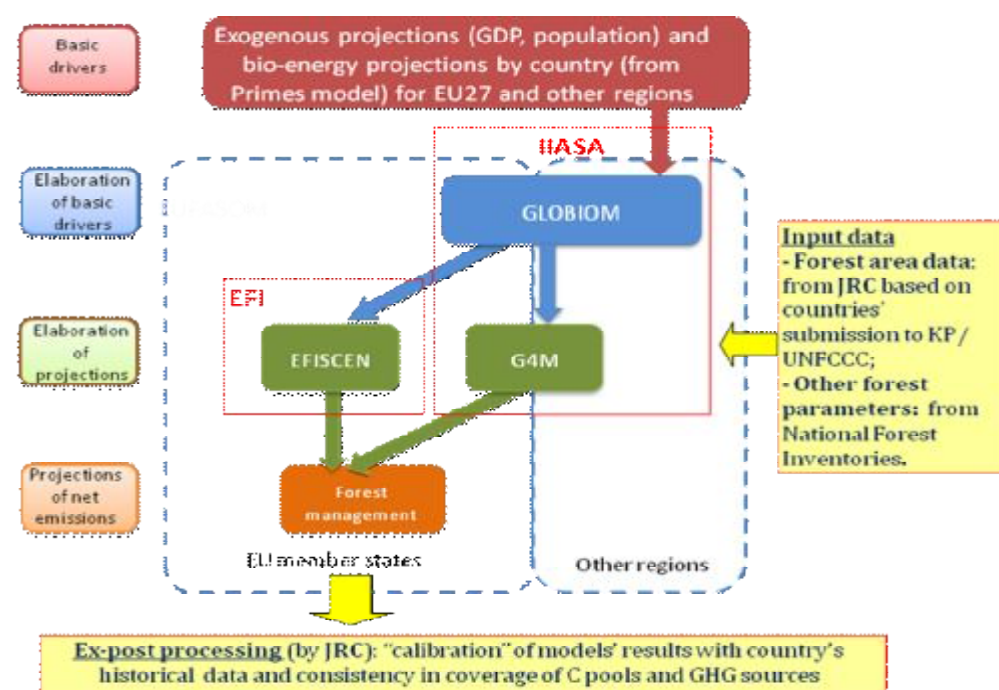 Basic
drivers
Exogenous projections (GDP, population) and
bio-energy projections by country (from
Primes model) for EU27 and other regions
IIASA
Elaboration
of basic
drivers
GLOBIOM
Input data
- Forest area data:
from JRC based on
countries'
submission to KP/
UNFCCC;
- Other forest
parameters: from
National Forest
Inventories.
EFI
Elaboration
of
projections
EFISCEN
G4M
Projections
of net
emissions
Forest
management
EU member states
Other regions
Ex-post processing (by JRC): "calibration" of models' results with country's
historical data and consistency in coverage of C pools and GHG sources